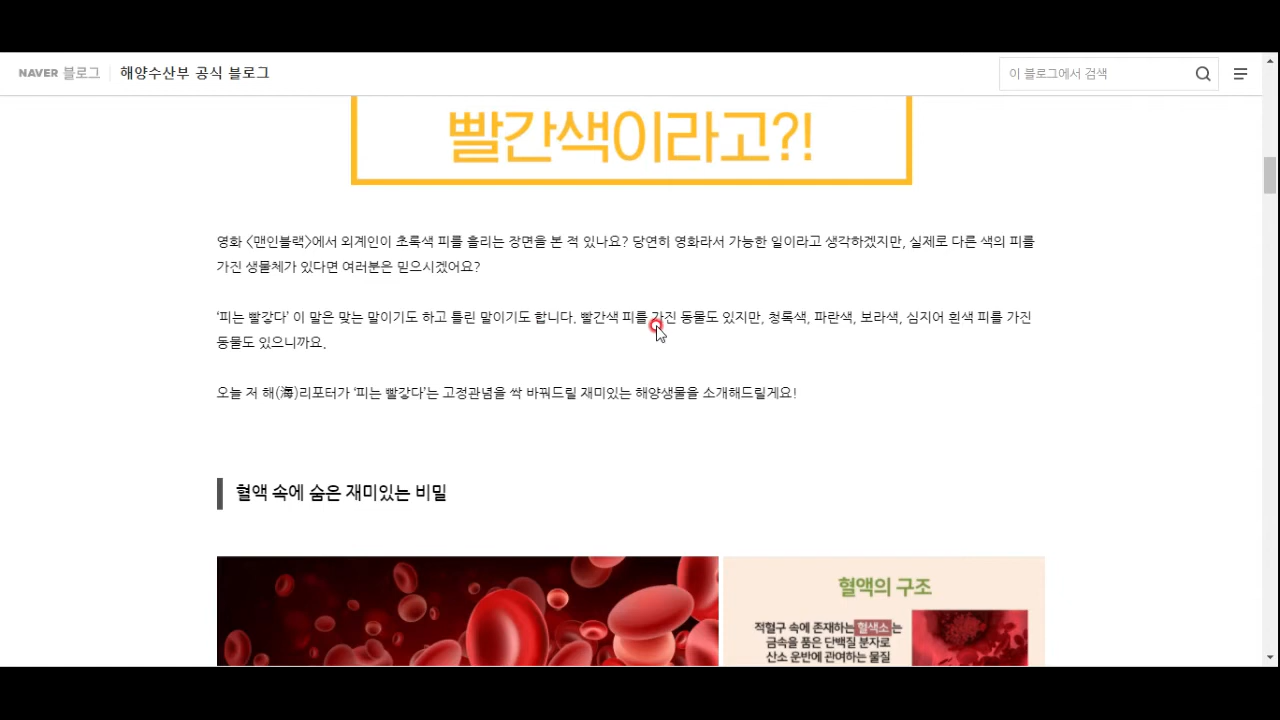 NAVER 블로그 해양수산부 공식 블로그 이 블로그에서 검색
빨간색이라고?!
영화 <맨인블랙>에서 외계인이 초록색 피를 흘리는 장면을 본 적 있나요? 당연히 영화라서 가능한 일이라고 생각하겠지만, 실제로 다른 색의 피를
가진 생물체가 있다면 여러분은 믿으시겠어요?
‘피는 빨갛다’ 이 말은 맞는 말이기도 하고 틀린 말이기도 합니다. 빨간색 피를 가진 동물도 있지만, 청록색, 파란색, 보라색, 심지어 흰색 피를 가진
동물도 있으니까요.
오늘 저 해(海)리포터가 ‘피는 빨갛다’는 고정관념을 싹 바꿔드릴 재미있는 해양생물을 소개해드릴게요!
혈액 속에 숨은 재미있는 비밀
혈액의 구조
적혈구 속에 존재하는 혈색소는
금속을 품은 단백질 분자로
산소 운반에 관여하는 물질